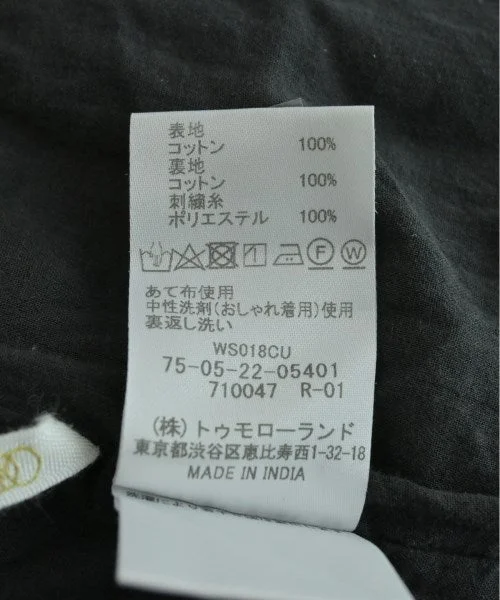 表地
コットン 100%
裏地
コットン 100%
刺繍糸
ポリエステル 100%
F W
あて布使用
中性洗剤(おしゃれ着用)使用
裏返し洗い
WS018CU
75-05-22-05401
710047 R-01
(株)トゥモローランド
東京都渋谷区恵比寿西1-32-18
MADE IN INDIA